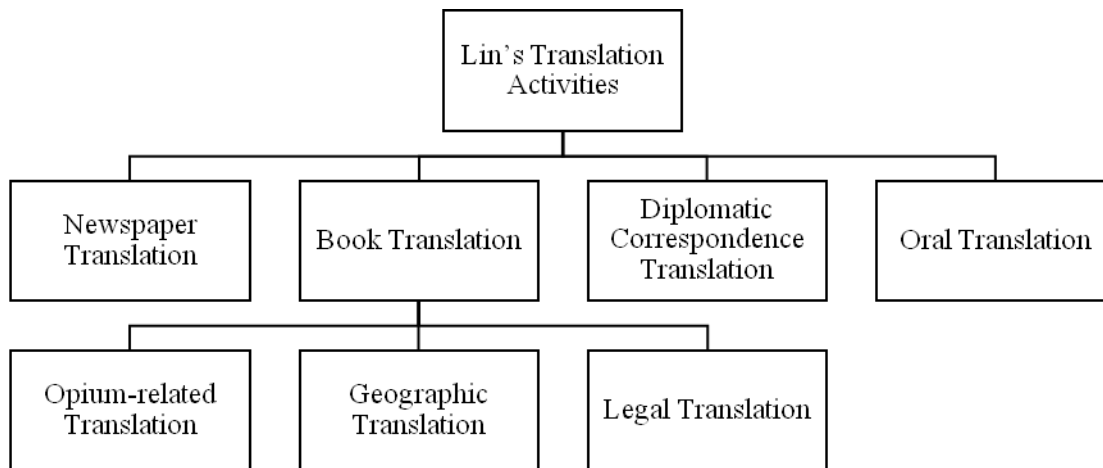 Lin’s Translation
Activities
Newspaper
Translation
Book Translation
Diplomatic
Correspondence
Translation
Oral Translation
Opium-related
Translation
Geographic
Translation
Legal Translation